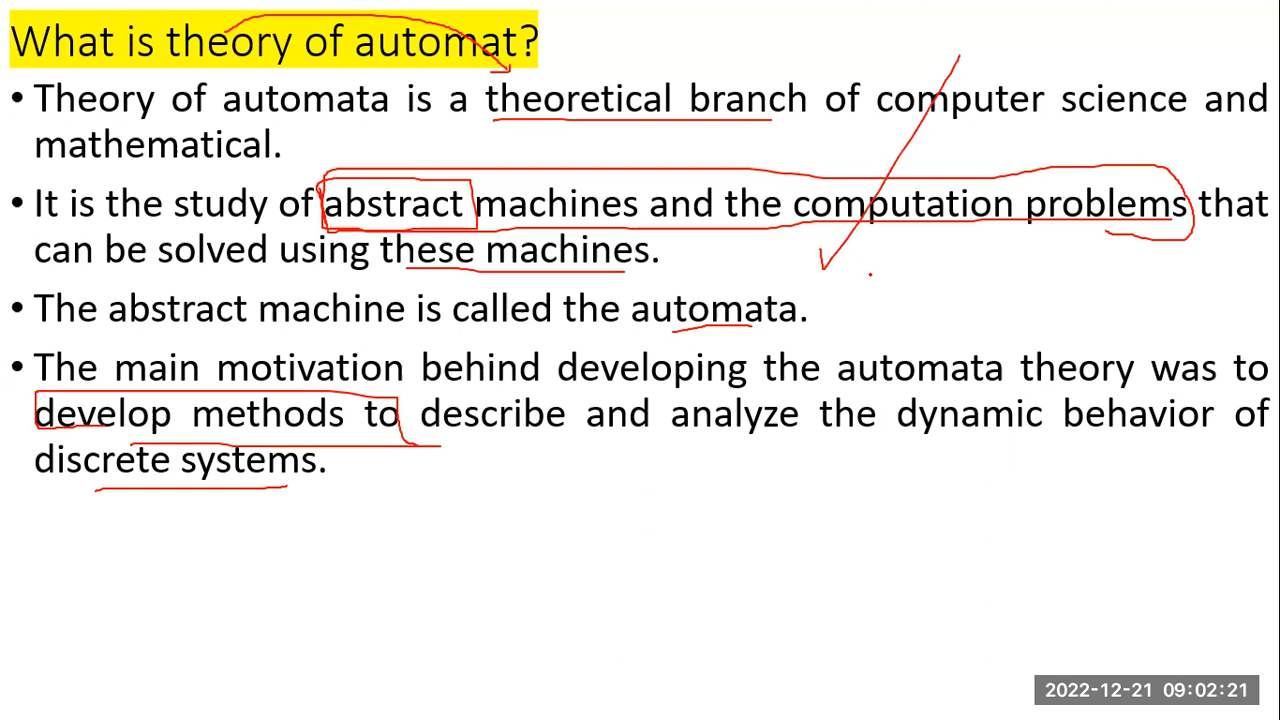 What is theory of automat?
• Theory of automata is a theoretical branch of computer science and
mathematical.
• It is the study of abstract machines and the computation problems that
can be solved using these machines.
• The abstract machine is called the automata.
• The main motivation behind developing the automata theory was to
develop methods to describe and analyze the dynamic behavior of
discrete systems.
2022-12-21 09:02:21